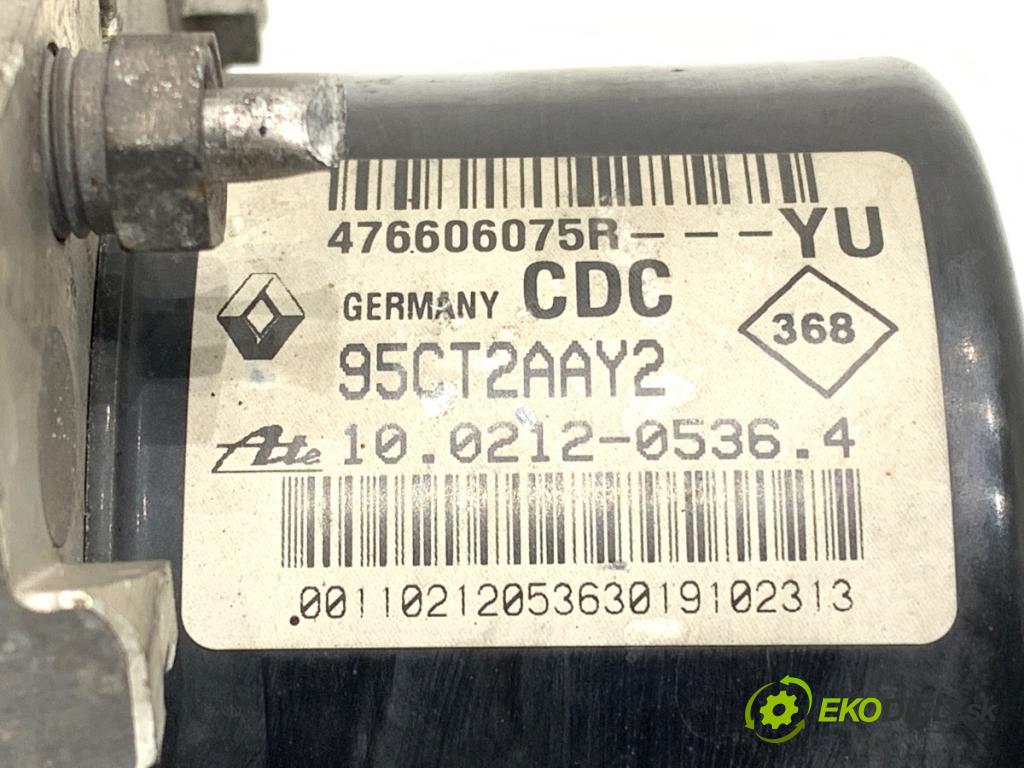 476606075R---YU
GERMANY CDC
368
95CT2AAY2
Ate 10.0212-0536.4
.00110212053630191023​13
EKODIELY.sk